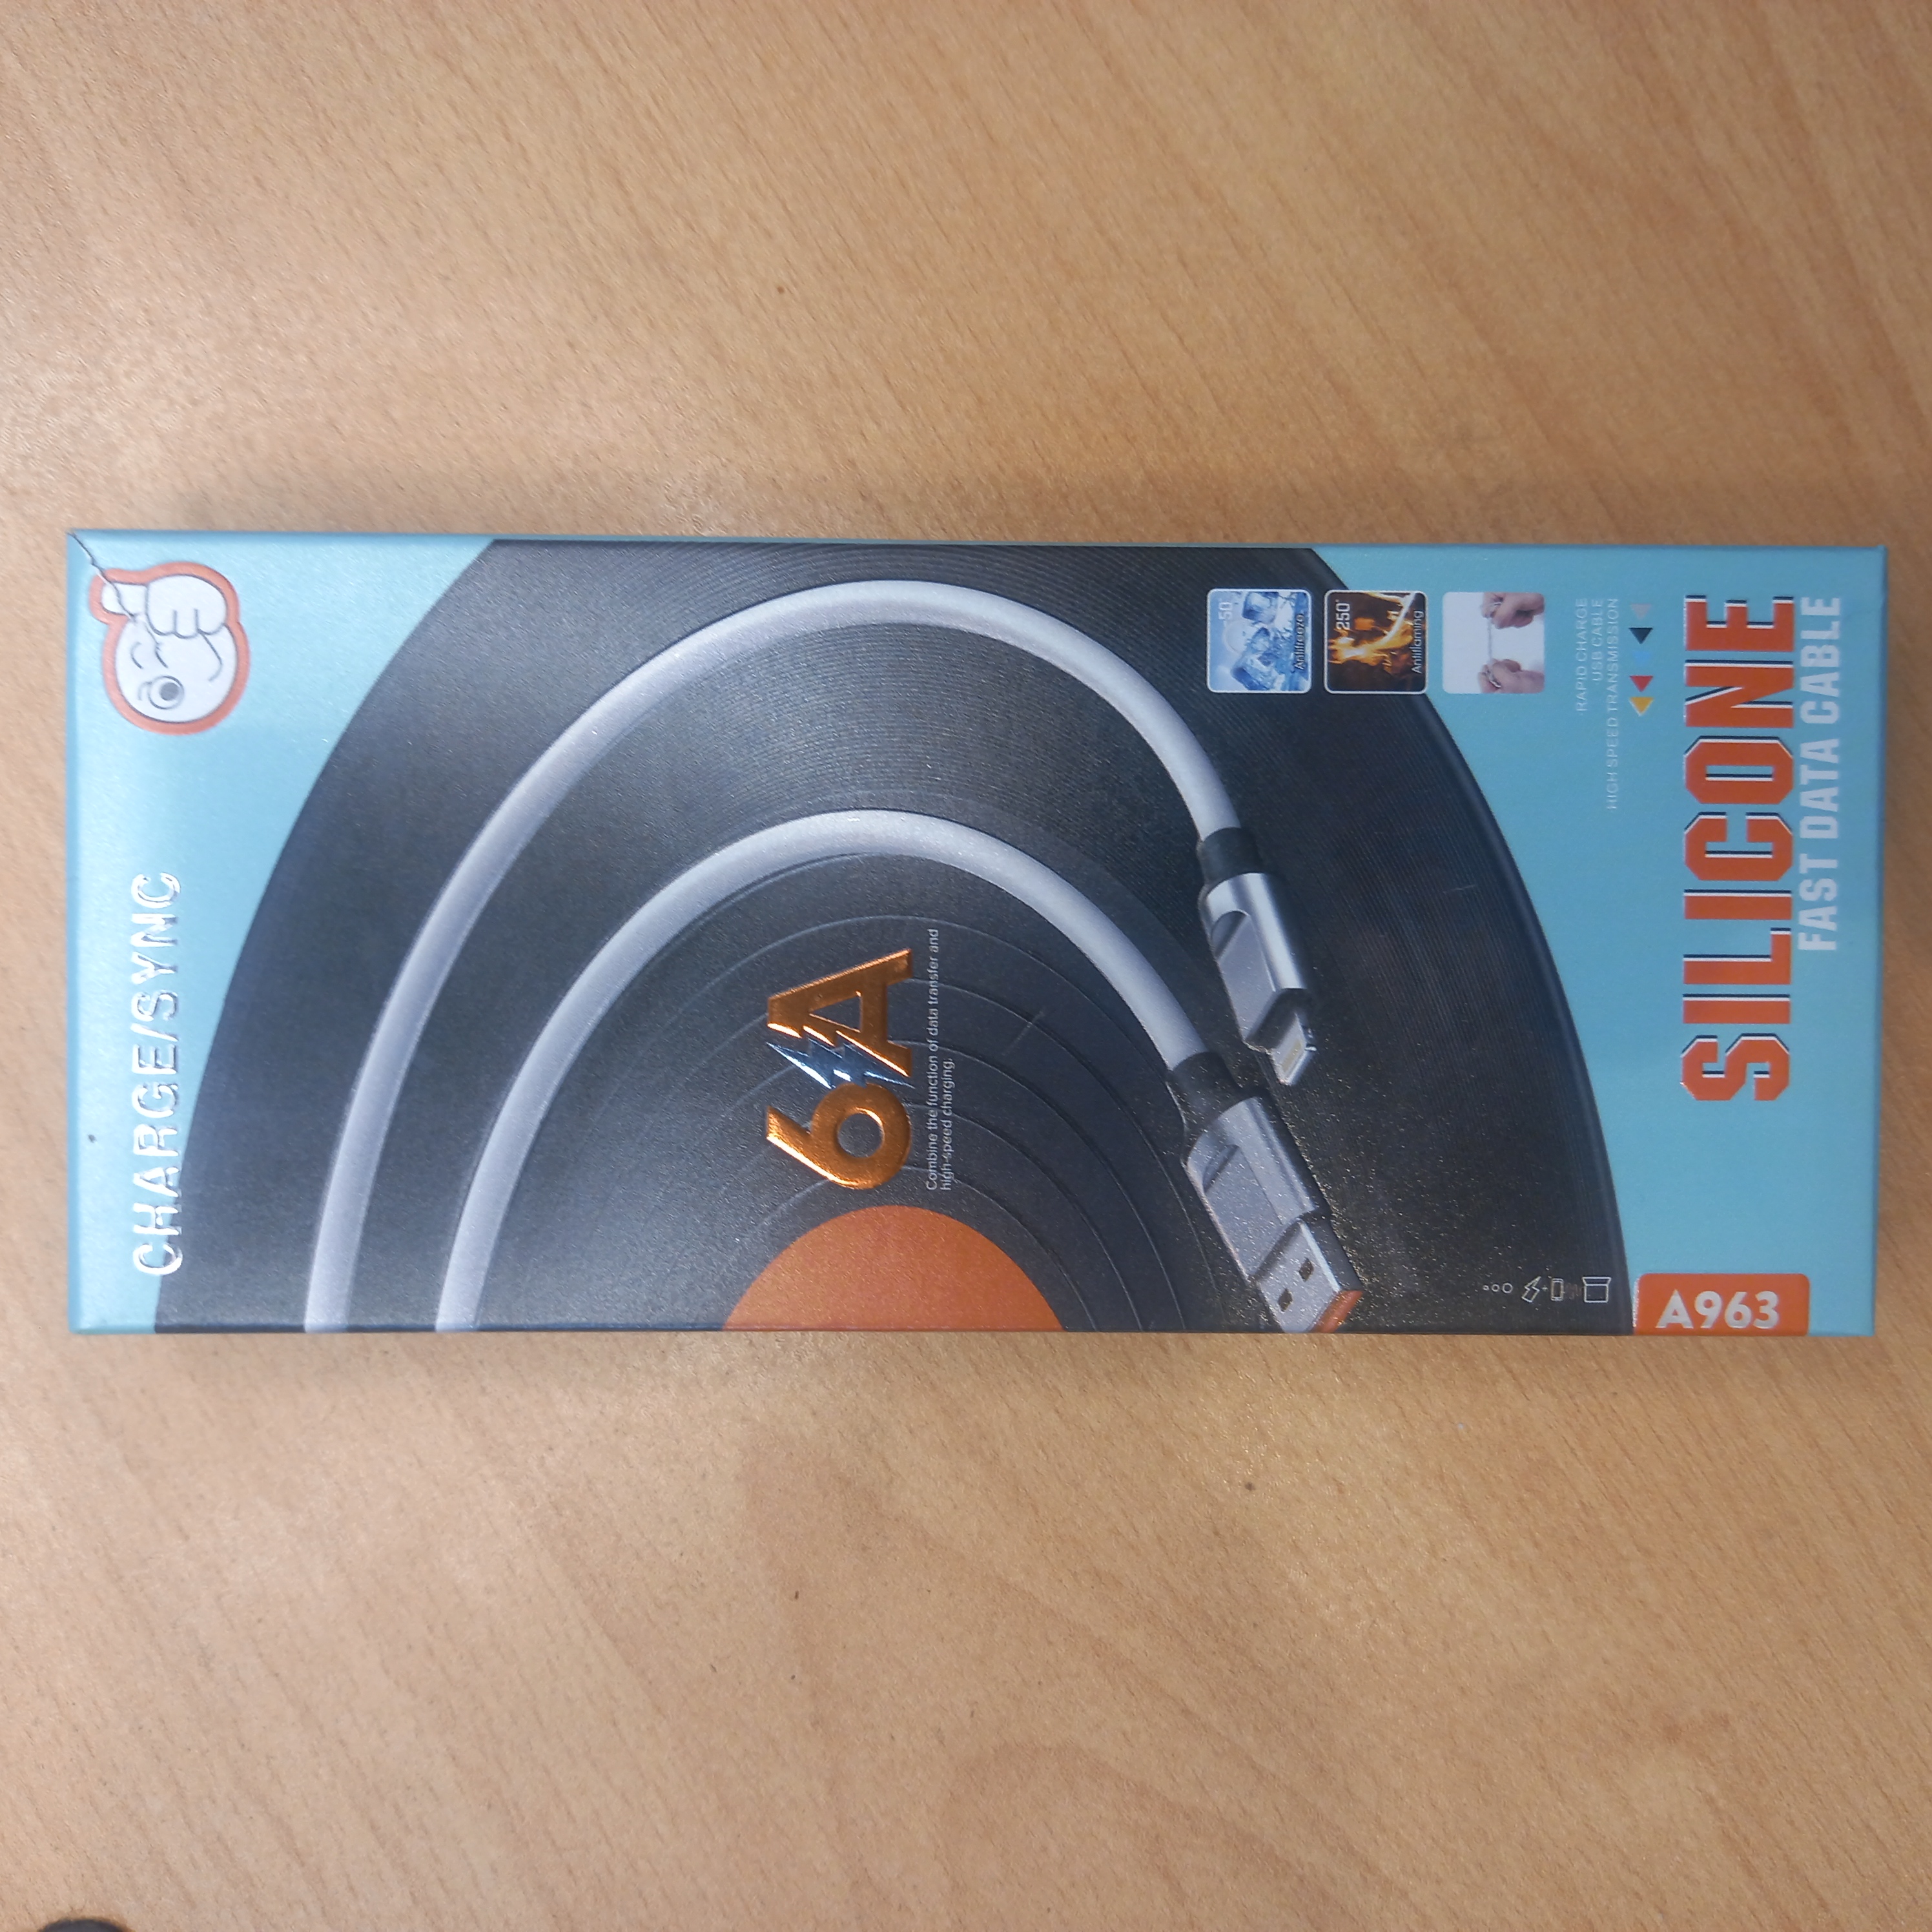 CHARGE/SYNC
6A
Combine the function of data transfer and
high-speed charging.
-50°
Antifreeze
250°
Antiflaming
RAPID CHARGE
USB CABLE
HIGH SPEED TRANSMISSION
SILICONE
FAST DATA CABLE
A963